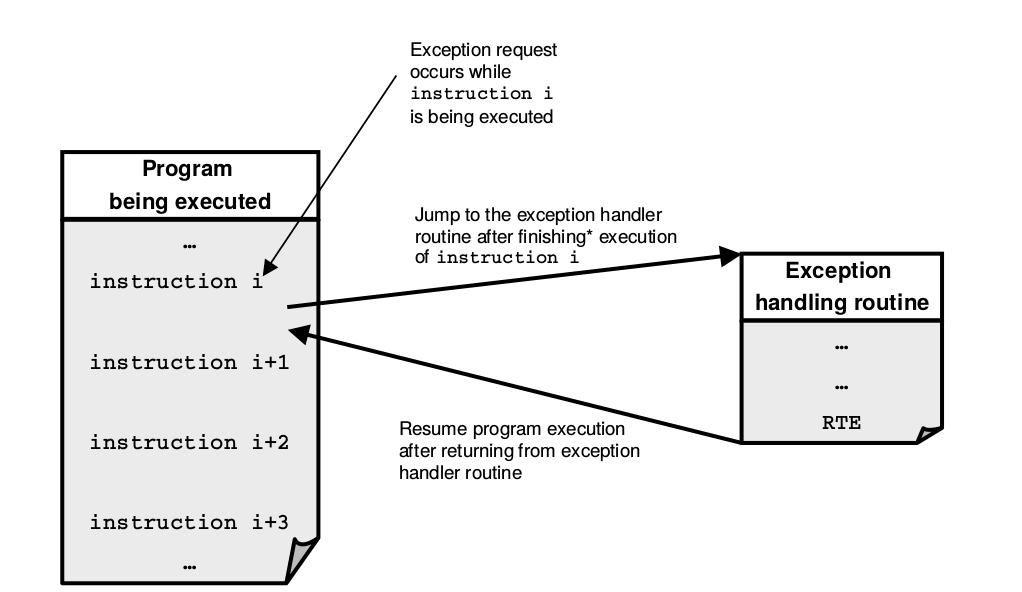 Exception request
occurs while
instruction i
is being executed
Program
being executed
…
instruction i
instruction i+1
instruction i+2
instruction i+3
…
Jump to the exception handler
routine after finishing* execution
of instruction i
Exception
handling routine
…
…
RTE
Resume program execution
after returning from exception
handler routine